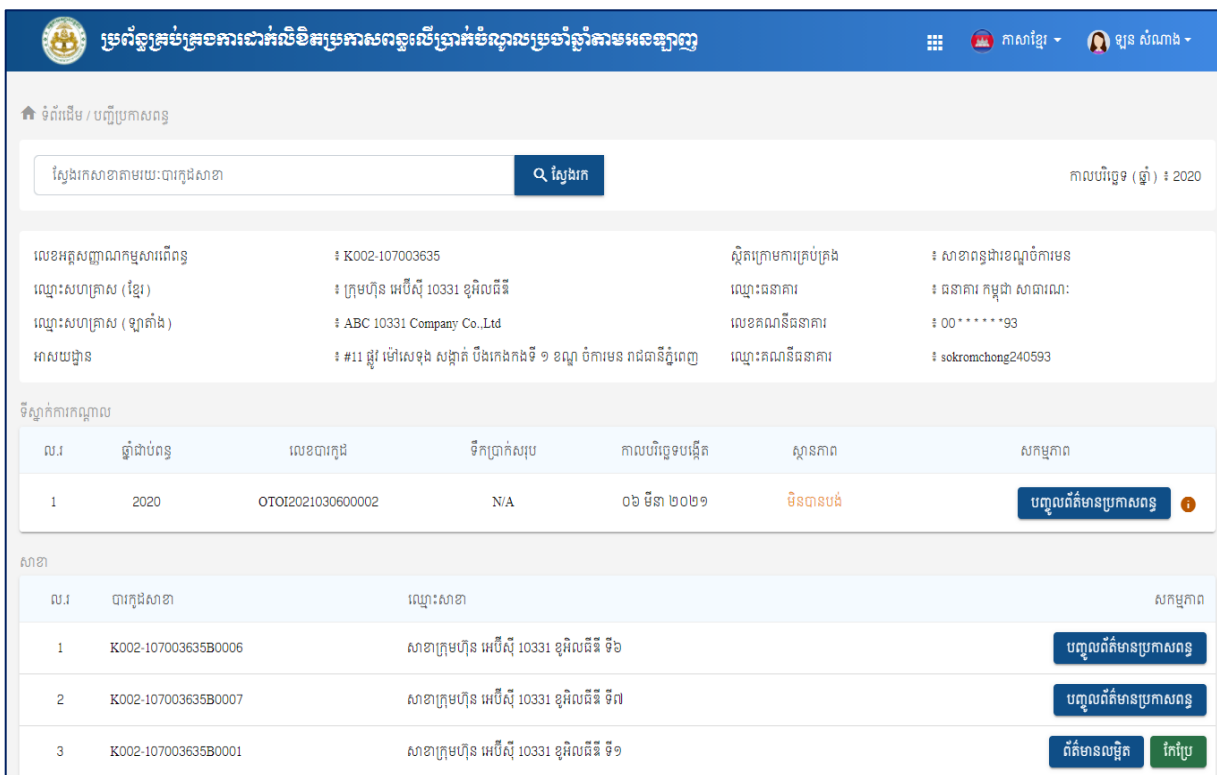 ប្រព័ន្ធគ្រប់គ្រងការដាក់លិខិតប្រកាសពន្ធលើប្រាក់ចំណូលប្រចាំឆ្នាំតាមអនឡាញ
ភាសាខ្មែរ
ឡុន សំណាង
ទំព័រដើម / បញ្ជីប្រកាសពន្ធ
ស្វែងរកសាខាតាមរយៈបារកូដសាខា ស្វែងរក កាលបរិច្ឆេទ (ឆ្នាំ) ៖ 2020
លេខអត្តសញ្ញាណកម្មសារពើពន្ធ ៖ K002-107003635 ស្ថិតក្រោមការគ្រប់គ្រង ៖ សាខាពន្ធដារខណ្ឌចំការមន
ឈ្មោះសហគ្រាស (ខ្មែរ) ៖ ក្រុមហ៊ុន អេប៊ីស៊ី 10331 ខូអិលធីឌី ឈ្មោះធនាគារ ៖ ធនាគារ កម្ពុជា សាធារណៈ
ឈ្មោះសហគ្រាស (ឡាតាំង) ៖ ABC 10331 Company Co.,Ltd លេខគណនីធនាគារ ៖ 00******93
អាសយដ្ឋាន ៖ #11 ផ្លូវ ម៉ៅសេទុង សង្កាត់ បឹងកេងកងទី ១ ខណ្ឌ ចំការមន រាជធានីភ្នំពេញ ឈ្មោះគណនីធនាគារ ៖ sokromchong240593
ទីស្នាក់ការកណ្តាល
ល.រ ឆ្នាំជាប់ពន្ធ លេខបារកូដ ទឹកប្រាក់សរុប កាលបរិច្ឆេទបង្កើត ស្ថានភាព សកម្មភាព
1 2020 OTOI2021030600002 N/A ០៦ មីនា ២០២១ មិនបានបង់ បញ្ចូលព័ត៌មានប្រកាសពន្ធ
សាខា
ល.រ បារកូដសាខា ឈ្មោះសាខា សកម្មភាព
1 K002-107003635B0006 សាខាក្រុមហ៊ុន អេប៊ីស៊ី 10331 ខូអិលធីឌី ទី៦ បញ្ចូលព័ត៌មានប្រកាសពន្ធ
2 K002-107003635B0007 សាខាក្រុមហ៊ុន អេប៊ីស៊ី 10331 ខូអិលធីឌី ទី៧ បញ្ចូលព័ត៌មានប្រកាសពន្ធ
3 K002-107003635B0001 សាខាក្រុមហ៊ុន អេប៊ីស៊ី 10331 ខូអិលធីឌី ទី១ ព័ត៌មានលម្អិត កែប្រែ